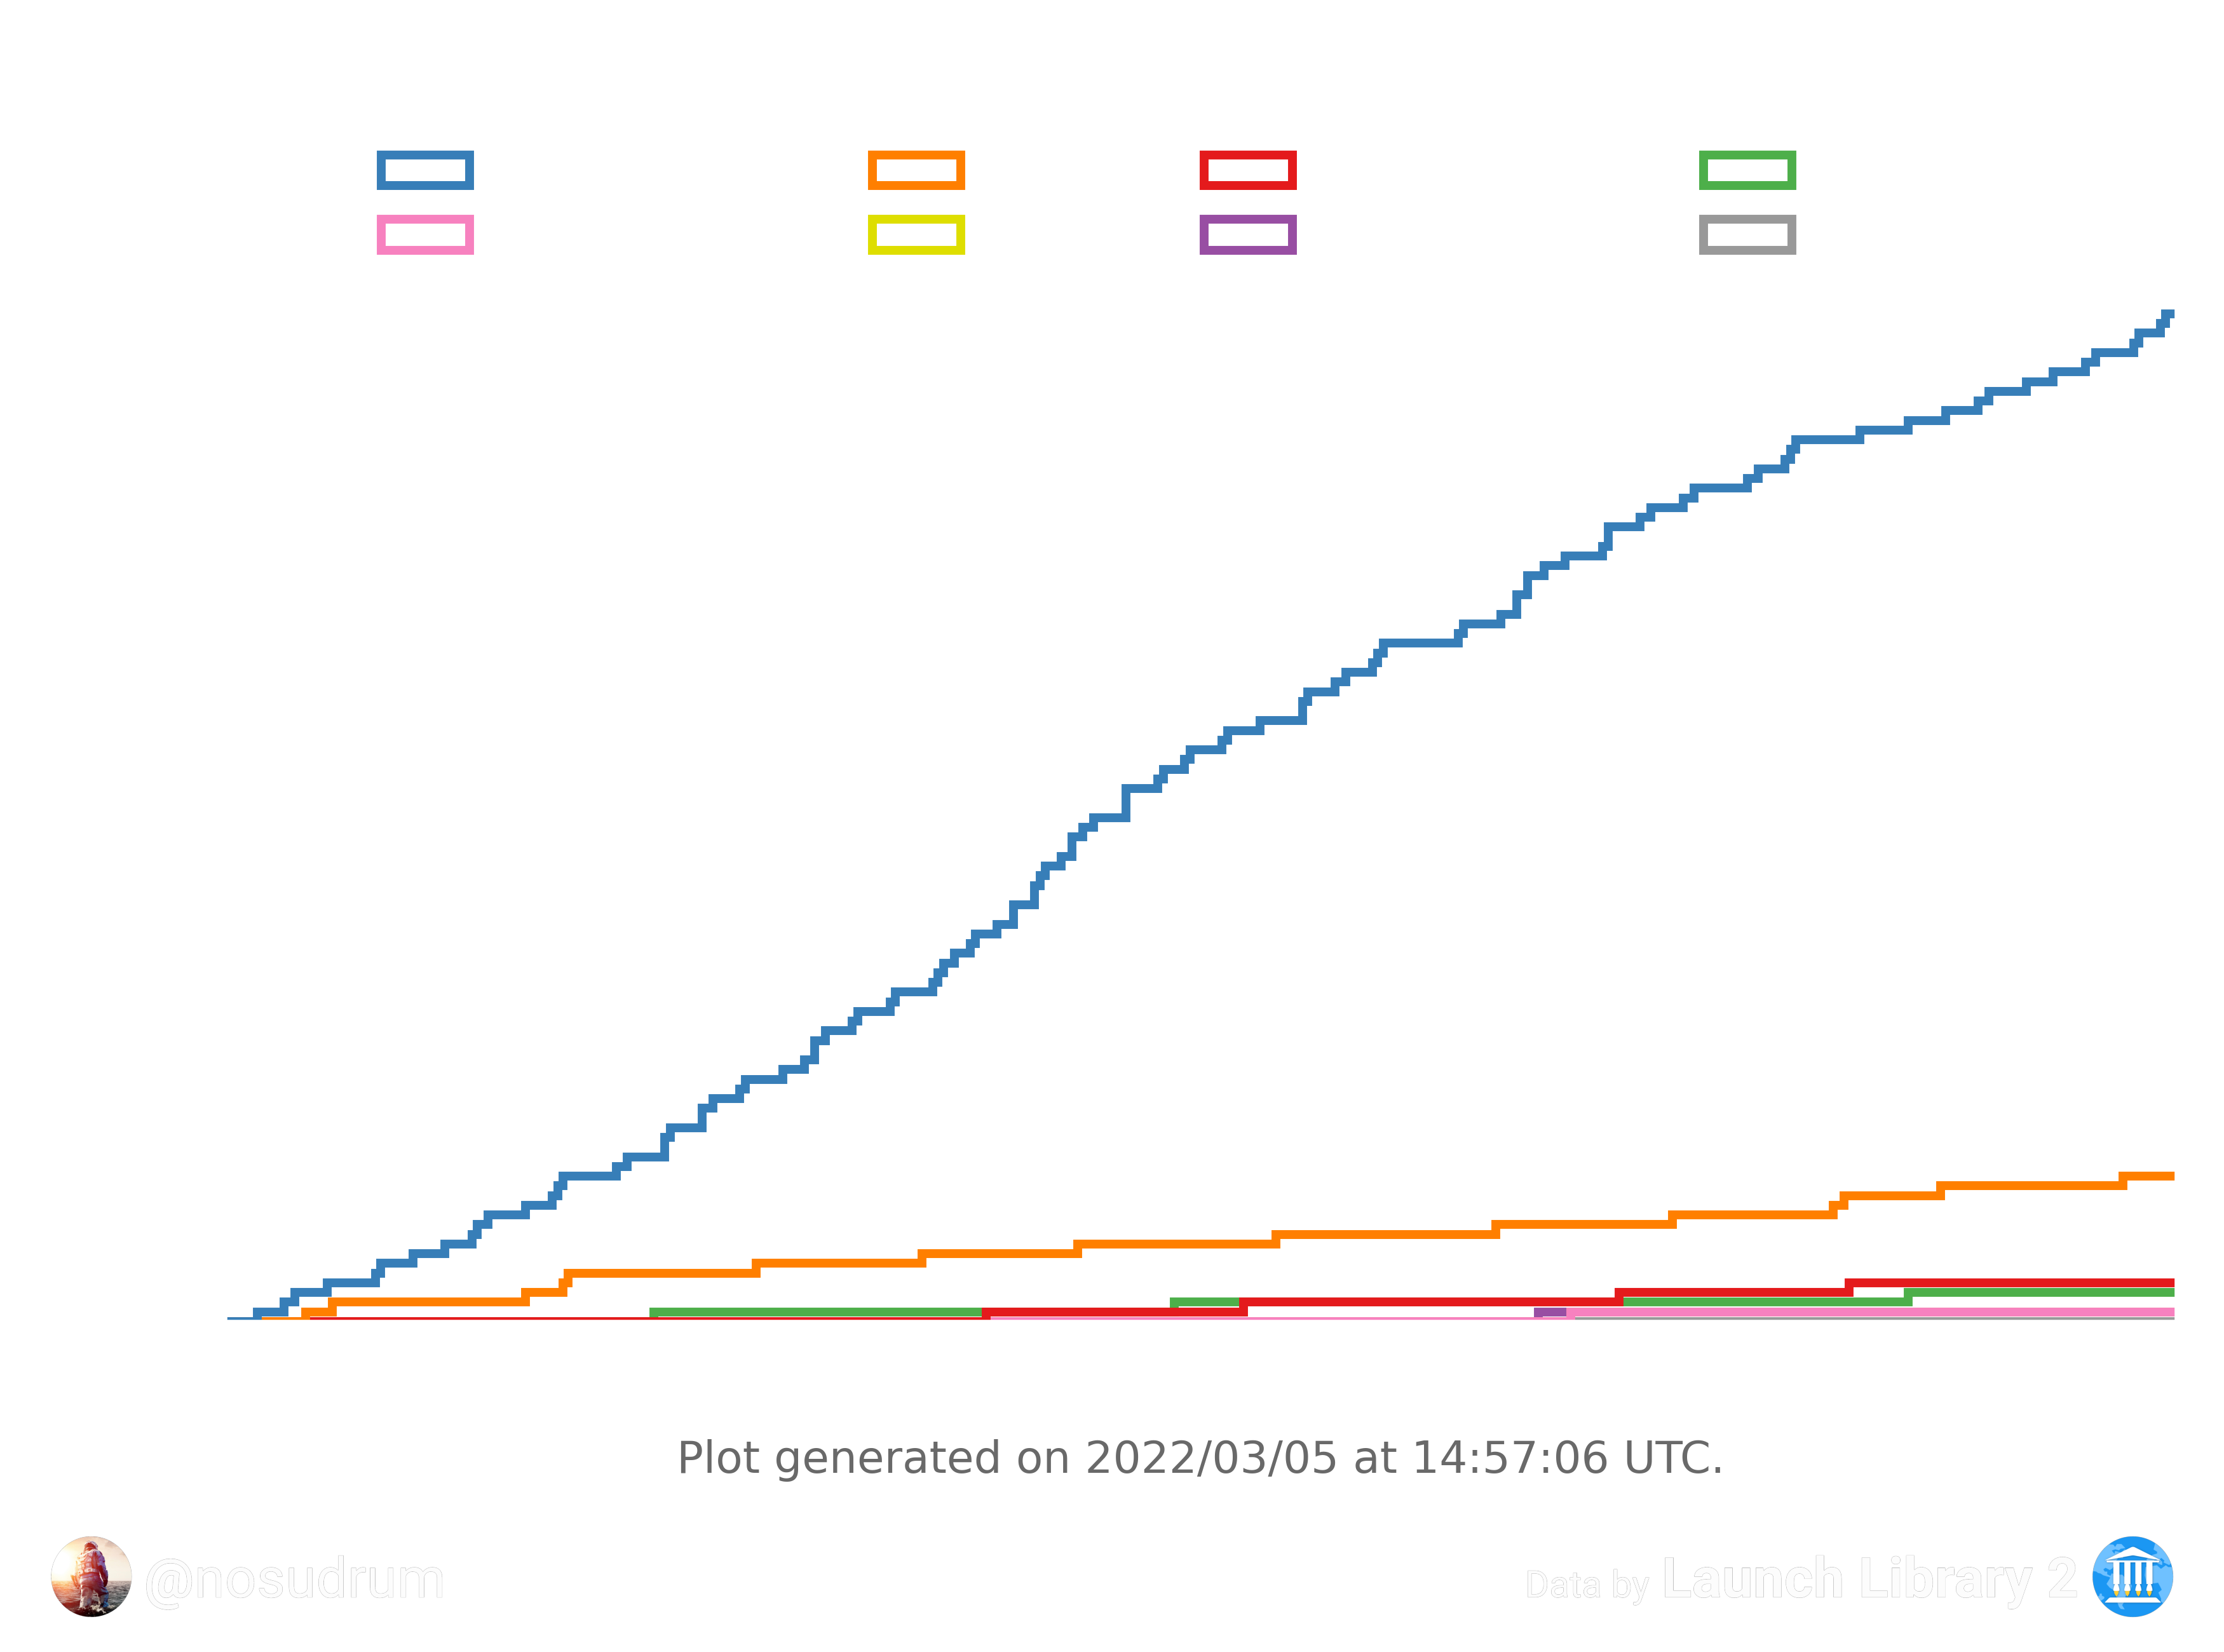 Plot generated on 2022/03/05 at 14:57:06 UTC.
@nosudrum
Data by Launch Library 2